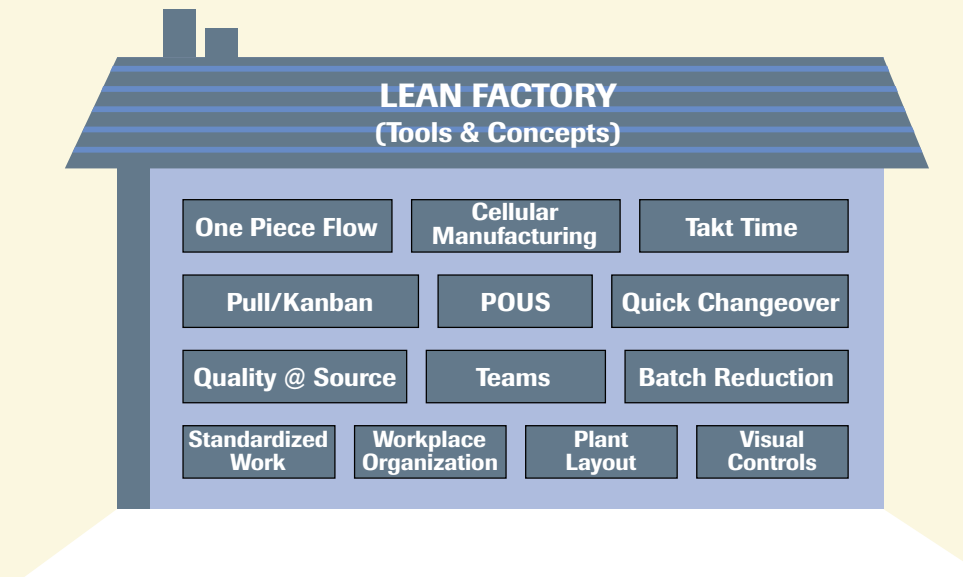 LEAN FACTORY
(Tools & Concepts)
One Piece Flow
Cellular
Manufacturing
Takt Time
Pull/Kanban
POUS
Quick Changeover
Quality @ Source
Teams
Batch Reduction
Standardized
Work
Workplace
Organization
Plant
Layout
Visual
Controls